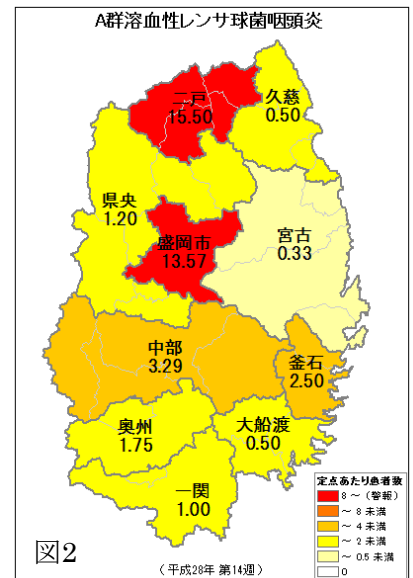 A群溶血性レンサ球菌咽頭炎
二戸
15.50
久慈
0.50
県央
1.20
盛岡市
13.57
宮古
0.33
中部
3.29
釜石
2.50
奥州
1.75
大船渡
0.50
一関
1.00
定点あたり患者数
8～（警報）
～8未満
～4未満
～2未満
～0.5未満
0
図2
（平成28年 第14週）